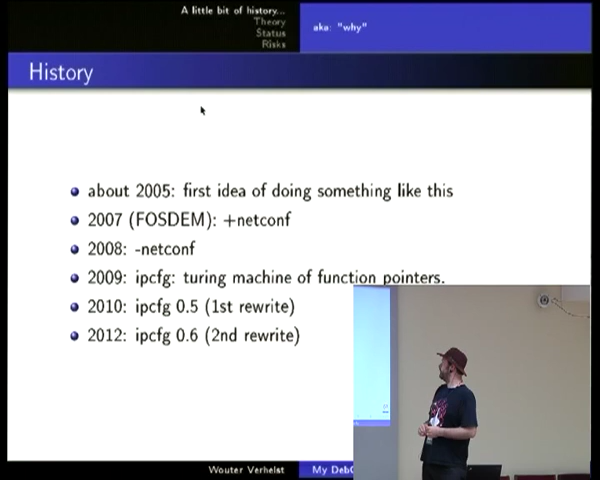 A little bit of history...
Theory
Status
Risks
aka: "why"
History
about 2005: first idea of doing something like this
2007 (FOSDEM): +netconf
2008: -netconf
2009: ipcfg: turing machine of function pointers.
2010: ipcfg 0.5 (1st rewrite)
2012: ipcfg 0.6 (2nd rewrite)
Wouter Verhelst
My DebC